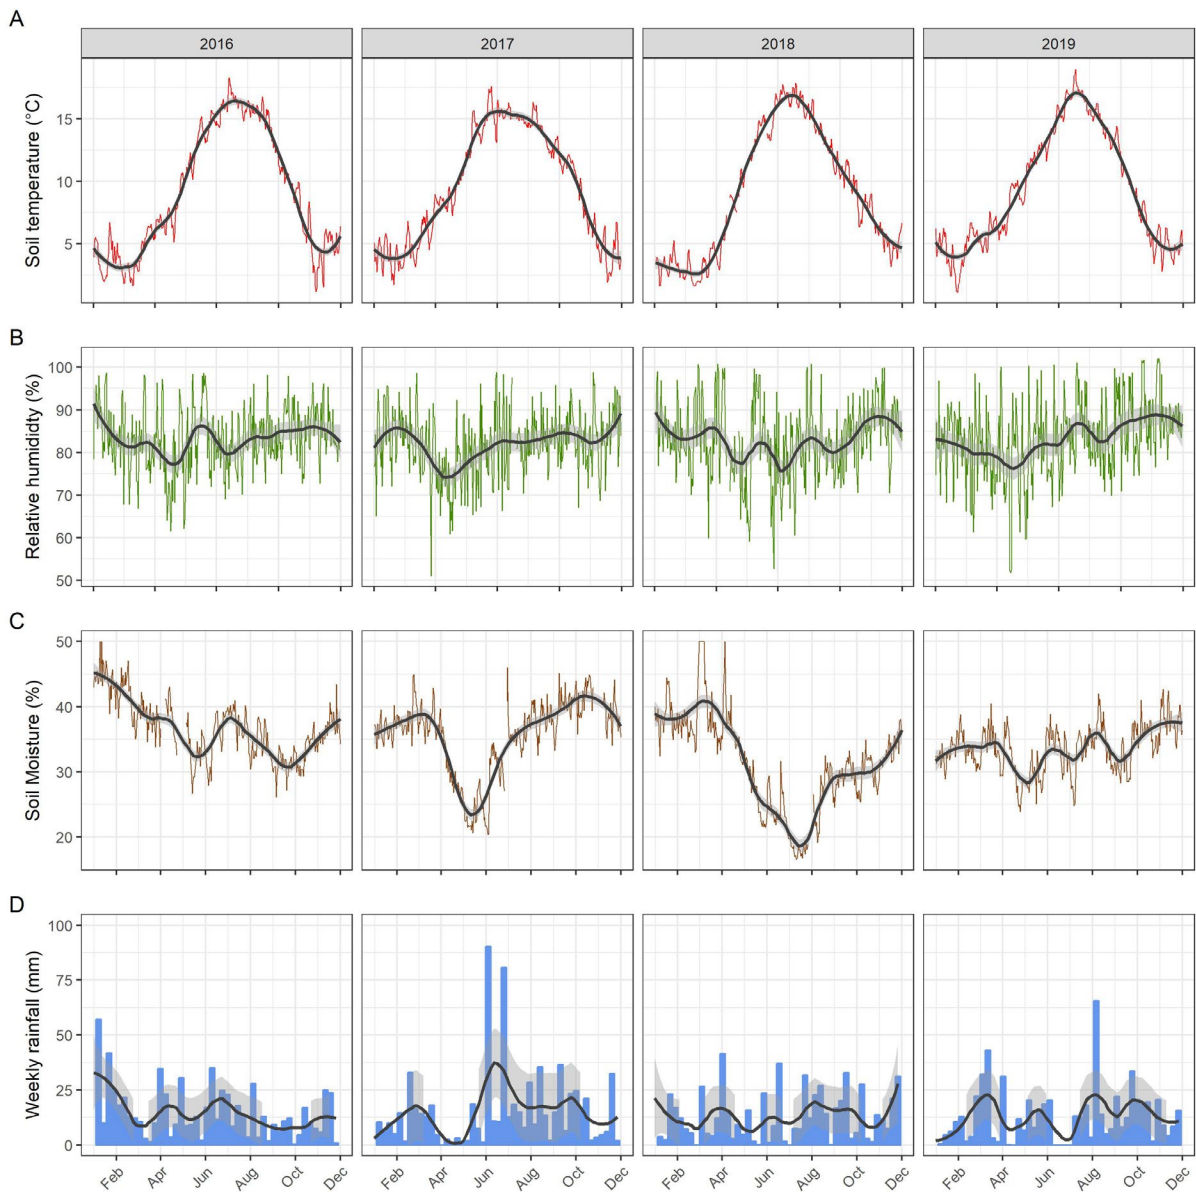 A
2016 2017 2018 2019
Soil temperature (°C)
15
10
5
B
Relative humididty (%)
100
90
80
70
60
50
C
Soil Moisture (%)
50
40
30
20
D
Weekly rainfall (mm)
100
75
50
25
0
Feb Apr Jun Aug Oct Dec Feb Apr Jun Aug Oct Dec Feb Apr Jun Aug Oct Dec Feb Apr Jun Aug Oct Dec